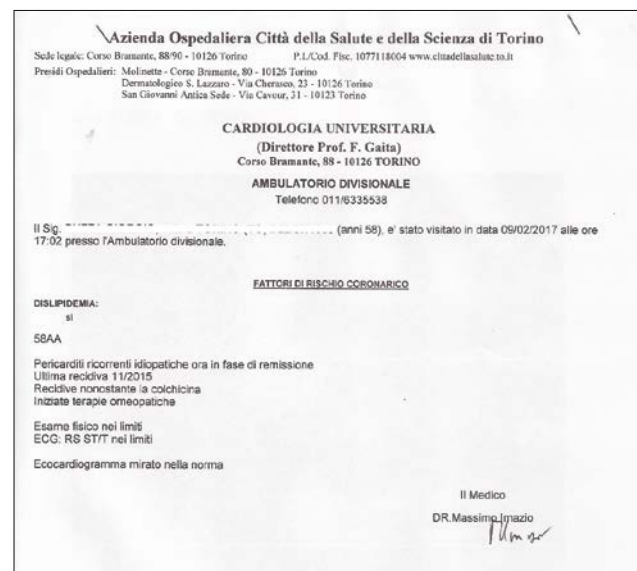 Azienda Ospedaliera Città della Salute e della Scienza di Torino
Sede legale: Corso Bramante, 88/90 - 10126 Torino P.I./Cod. Fisc. 1077118004 www.cittadellasalute.to.it
Presidi Ospedalieri: Molinette - Corso Bramante, 80 - 10126 Torino
Dermatologico S. Lazzaro - Via Cherasco, 23 - 10126 Torino
San Giovanni Antica Sede - Via Cavour, 31 - 10123 Torino
CARDIOLOGIA UNIVERSITARIA
(Direttore Prof. F. Gaita)
Corso Bramante, 88 - 10126 TORINO
AMBULATORIO DIVISIONALE
Telefono 011/6335538
Il Sig. (anni 58), e' stato visitato in data 09/02/2017 alle ore
17:02 presso l'Ambulatorio divisionale.
FATTORI DI RISCHIO CORONARICO
DISLIPIDEMIA:
si
58AA
Pericarditi ricorrenti idiopatiche ora in fase di remissione
Ultima recidiva 11/2015
Recidive nonostante la colchicina
Iniziate terapie omeopatiche
Esame fisico nei limiti
ECG: RS ST/T nei limiti
Ecocardiogramma mirato nella norma
Il Medico
DR.Massimo Imazio